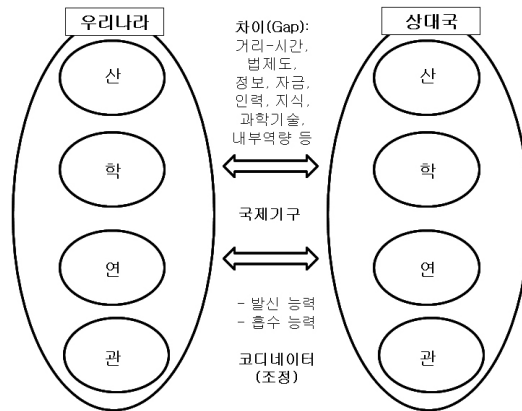 우리나라
산
학
연
관
차이(Gap):
거리-시간,
법제도,
정보, 자금,
인력, 지식,
과학기술,
내부역량 등
국제기구
- 발신 능력
- 흡수 능력
코디네이터
(조정)
상대국
산
학
연
관